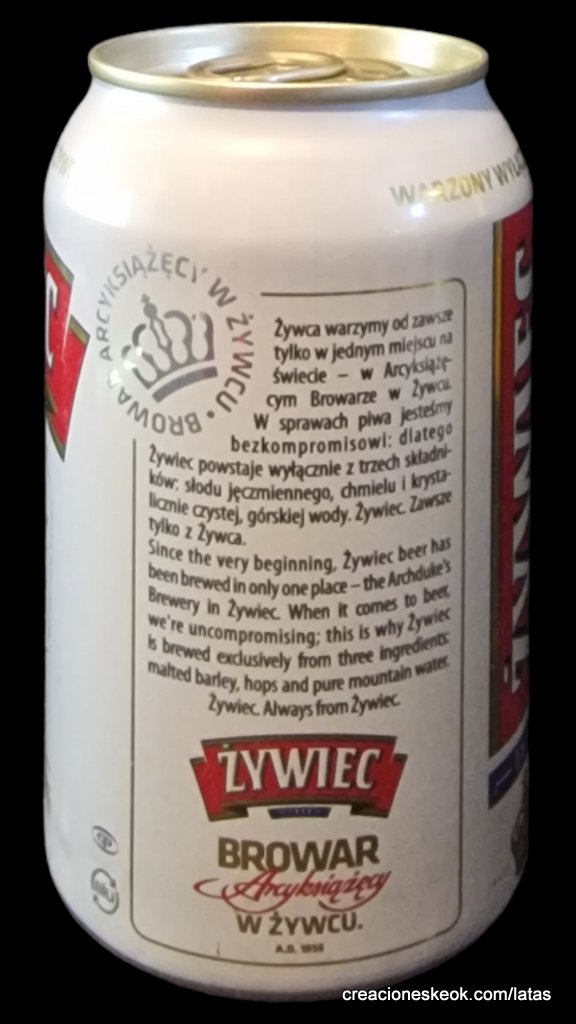 WARZONY WYŁĄ
BROWAR ARCYKSIĄŻĘCY W ŻYWCU •
Żywca warzymy od zawsze
tylko w jednym miejscu na
świecie – w Arcyksiążę-
cym Browarze w Żywcu.
W sprawach piwa jesteśmy
bezkompromisowi: dlatego
Żywiec powstaje wyłącznie z trzech składni-
ków: słodu jęczmiennego, chmielu i krysta-
licznie czystej, górskiej wody. Żywiec. Zawsze
tylko z Żywca.
Since the very beginning, Żywiec beer has
been brewed in only one place – the Archduke's
Brewery in Żywiec. When it comes to beer,
we're uncompromising; this is why Żywiec
is brewed exclusively from three ingredients:
malted barley, hops and pure mountain water.
Żywiec. Always from Żywiec.
ŻYWIEC
BROWAR
Arcyksiążęcy
W ŻYWCU.
A.D. 1856
creacioneskeok.com/latas